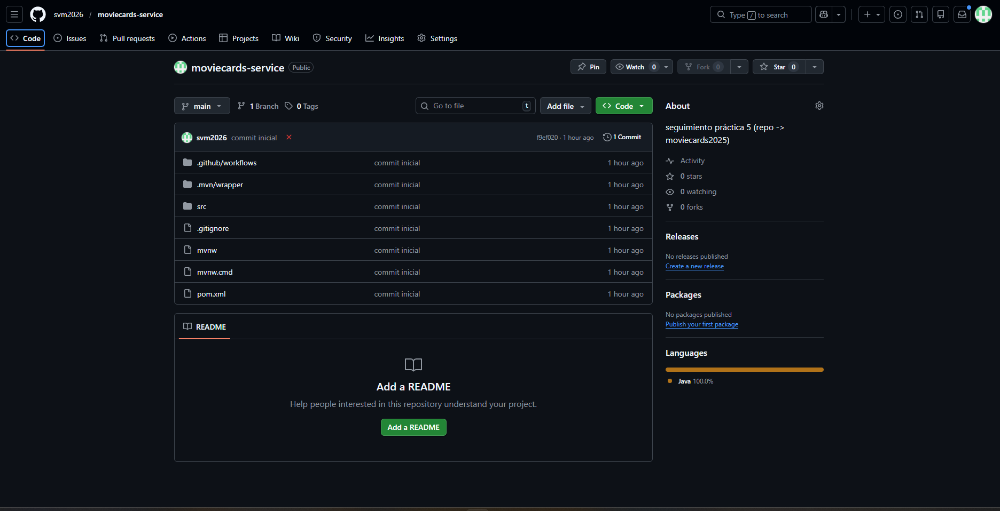 svm2026 / moviecards-service
Type / to search
Code Issues Pull requests Actions Projects Wiki Security Insights Settings
moviecards-service Public
Pin Watch 0 Fork 0 Star 0
main 1 Branch 0 Tags Go to file t Add file Code
svm2026 commit inicial f9ef020 · 1 hour ago 1 Commit
.github/workflows commit inicial 1 hour ago
.mvn/wrapper commit inicial 1 hour ago
src commit inicial 1 hour ago
.gitignore commit inicial 1 hour ago
mvnw commit inicial 1 hour ago
mvnw.cmd commit inicial 1 hour ago
pom.xml commit inicial 1 hour ago
README
Add a README
Help people interested in this repository understand your project.
Add a README
About
seguimiento práctica 5 (repo ->
moviecards2025)
Activity
0 stars
0 watching
0 forks
Releases
No releases published
Create a new release
Packages
No packages published
Publish your first package
Languages
Java 100.0%